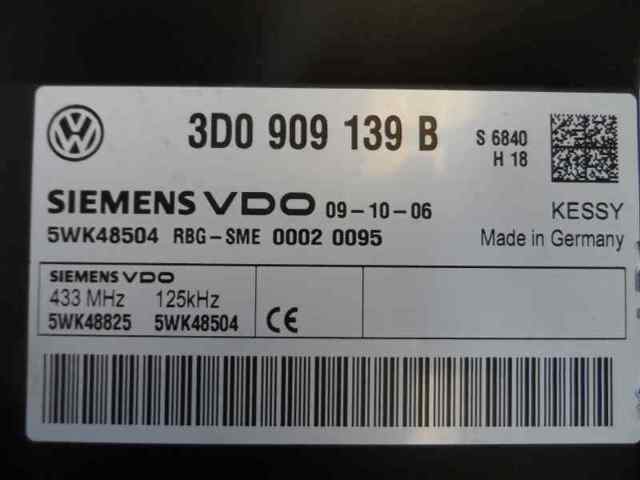 VW 3D0 909 139 B S 6840
H 18
SIEMENS VDO 09-10-06 KESSY
5WK48504 RBG-SME 0002 0095 Made in Germany
SIEMENS VDO
433 MHz 125kHz
5WK48825 5WK48504 CE